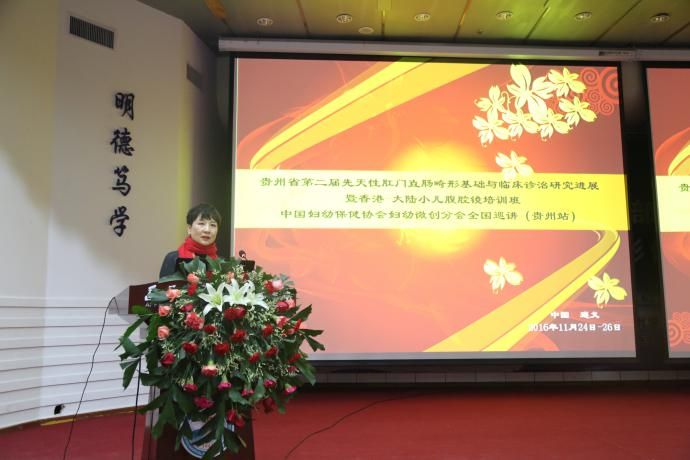 明德笃学
贵州省第二届先天性肛门直肠畸形基础与临床诊治研究进展
暨香港 大陆小儿腹腔镜培训班
中国妇幼保健协会妇幼微创分会全国巡讲（贵州站）
中国 遵义
2016年11月24日-26日